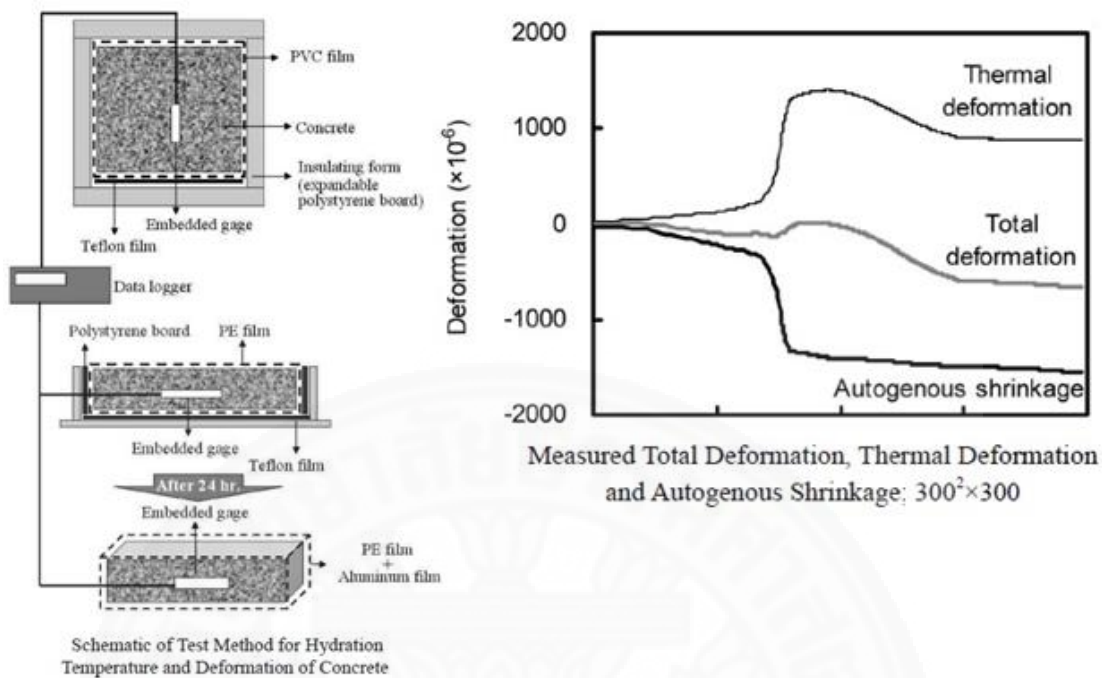 PVC film
Concrete
Insulating form
(expandable
polystyrene board)
Embedded gage
Teflon film
Data logger
Polystyrene board
PE film
Embedded gage
Teflon film
After 24 hr.
Embedded gage
PE film
+
Aluminum film
Schematic of Test Method for Hydration
Temperature and Deformation of Concrete
2000
1000
0
-1000
-2000
Deformation (×10⁻⁶)
Thermal
deformation
Total
deformation
Autogenous shrinkage
Measured Total Deformation, Thermal Deformation
and Autogenous Shrinkage: 300²×300